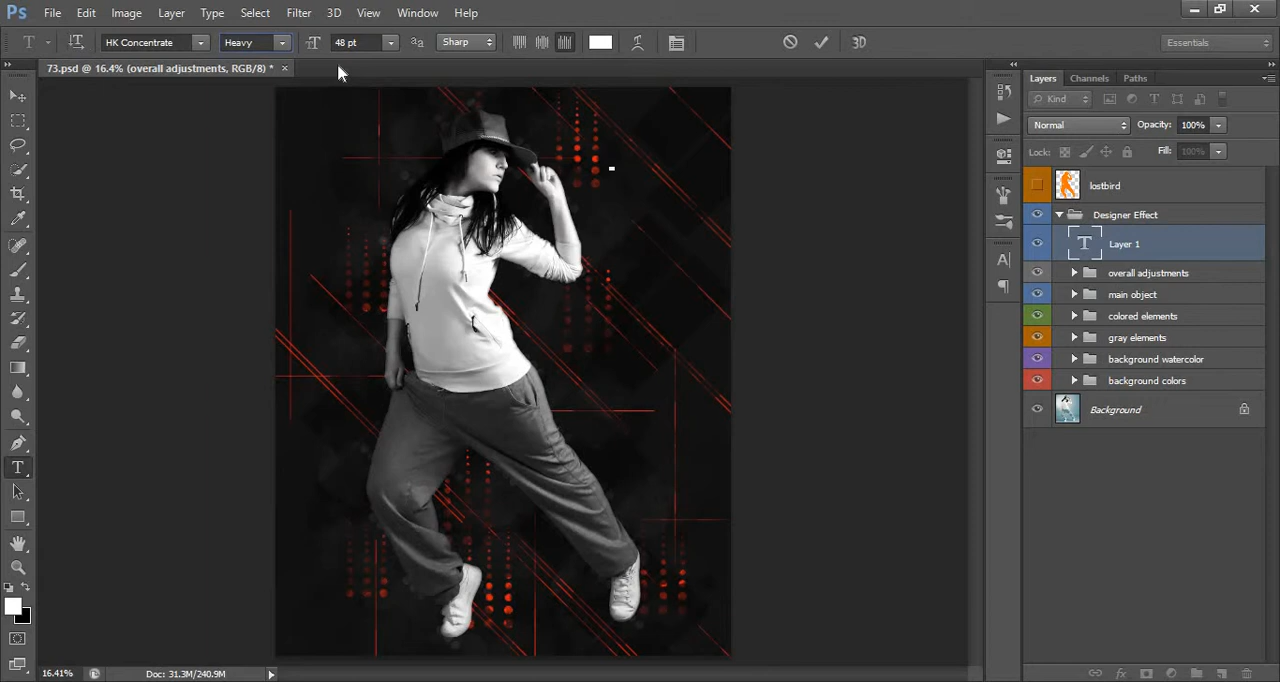 Ps File Edit Image Layer Type Select Filter 3D View Window Help
T HK Concentrate Heavy 48 pt aa Sharp 3D Essentials
73.psd @ 16.4% (overall adjustments, RGB/8) * ×
Layers Channels Paths
Kind
Normal Opacity: 100%
Lock: Fill: 100%
lostbird
Designer Effect
Layer 1
overall adjustments
main object
colored elements
gray elements
background watercolor
background colors
Background
16.41% Doc: 31.3M/240.9M